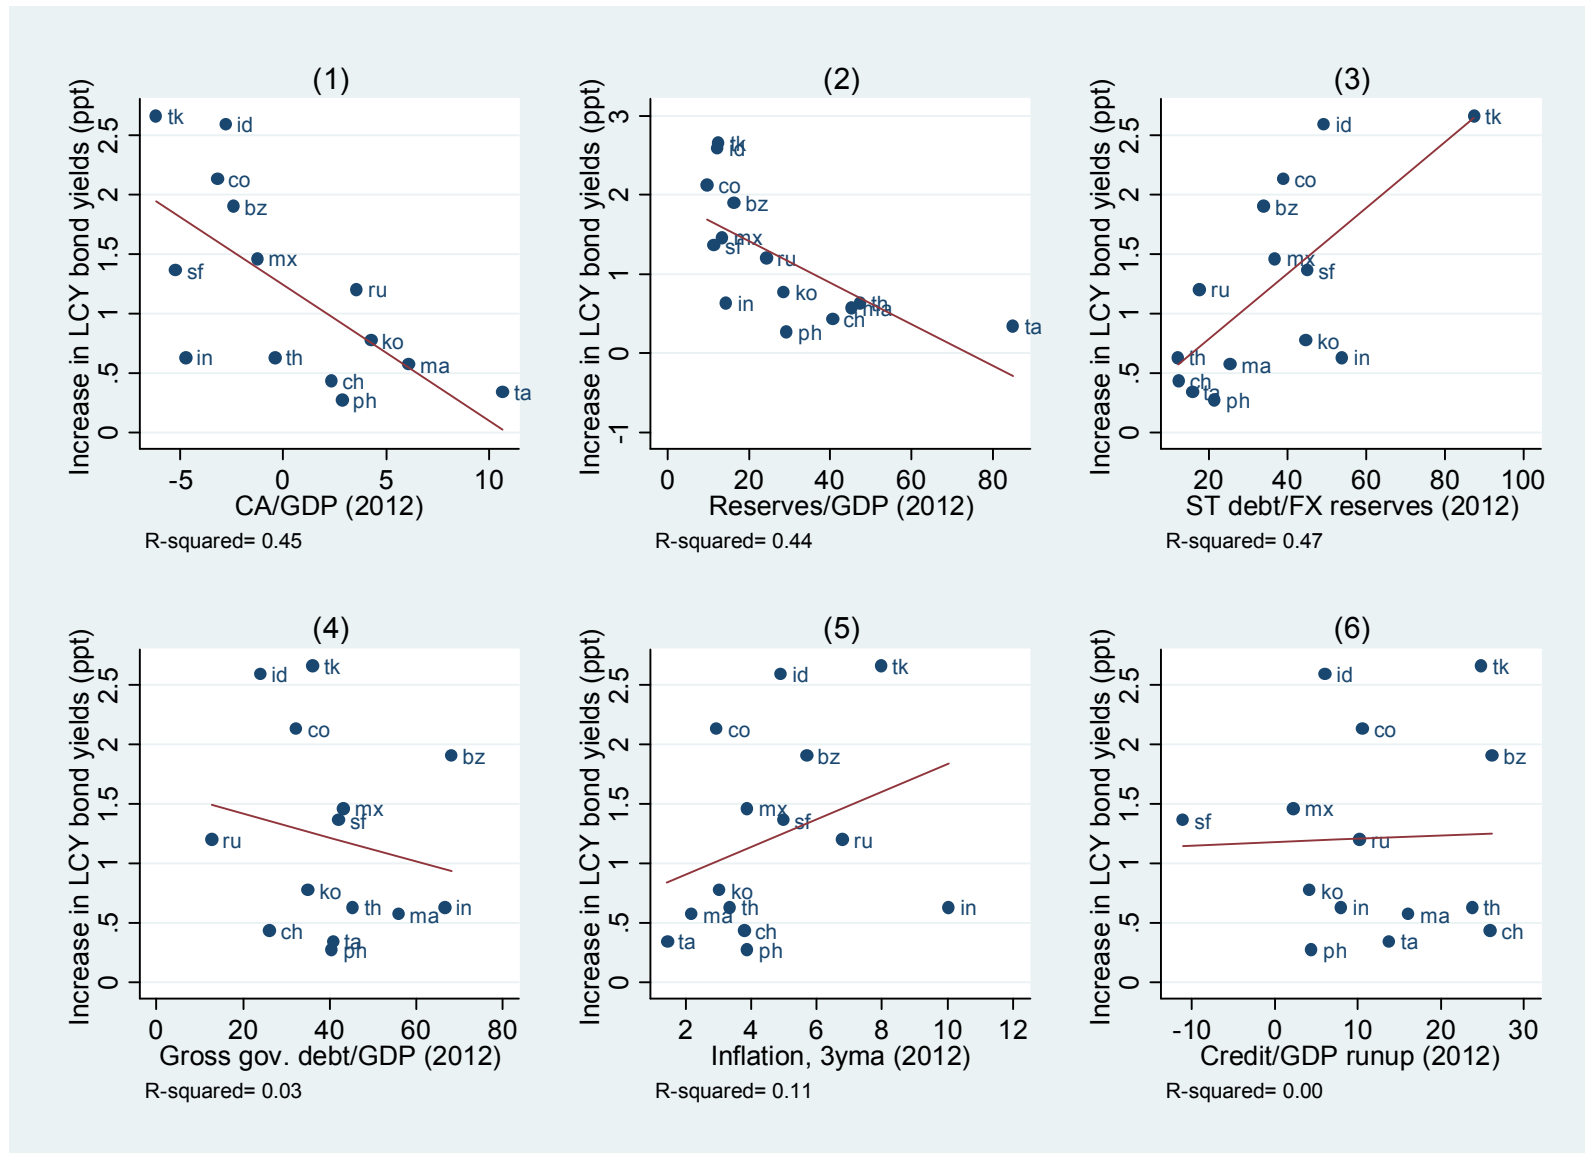 (1)
Increase in LCY bond yields (ppt)
2.5
2
1.5
1
.5
0
tk
id
co
bz
mx
sf
ru
ko
in
th
ma
ch
ph
ta
-5 0 5 10
CA/GDP (2012)
R-squared= 0.45
(2)
Increase in LCY bond yields (ppt)
3
2
1
0
-1
tk
id
co
bz
mx
sf
ru
ko
in
th
ma
ch
ph
ta
0 20 40 60 80
Reserves/GDP (2012)
R-squared= 0.44
(3)
Increase in LCY bond yields (ppt)
2.5
2
1.5
1
.5
0
tk
id
co
bz
mx
sf
ru
ko
th
in
ma
ch
ta
ph
20 40 60 80 100
ST debt/FX reserves (2012)
R-squared= 0.47
(4)
Increase in LCY bond yields (ppt)
2.5
2
1.5
1
.5
0
tk
id
co
bz
mx
sf
ru
ko
th
ma
in
ch
ta
ph
0 20 40 60 80
Gross gov. debt/GDP (2012)
R-squared= 0.03
(5)
Increase in LCY bond yields (ppt)
2.5
2
1.5
1
.5
0
id
tk
co
bz
mx
sf
ru
ko
ma
th
in
ch
ta
ph
2 4 6 8 10 12
Inflation, 3yma (2012)
R-squared= 0.11
(6)
Increase in LCY bond yields (ppt)
2.5
2
1.5
1
.5
0
id
tk
co
bz
mx
sf
ru
ko
in
ma
th
ch
ta
ph
-10 0 10 20 30
Credit/GDP runup (2012)
R-squared= 0.00